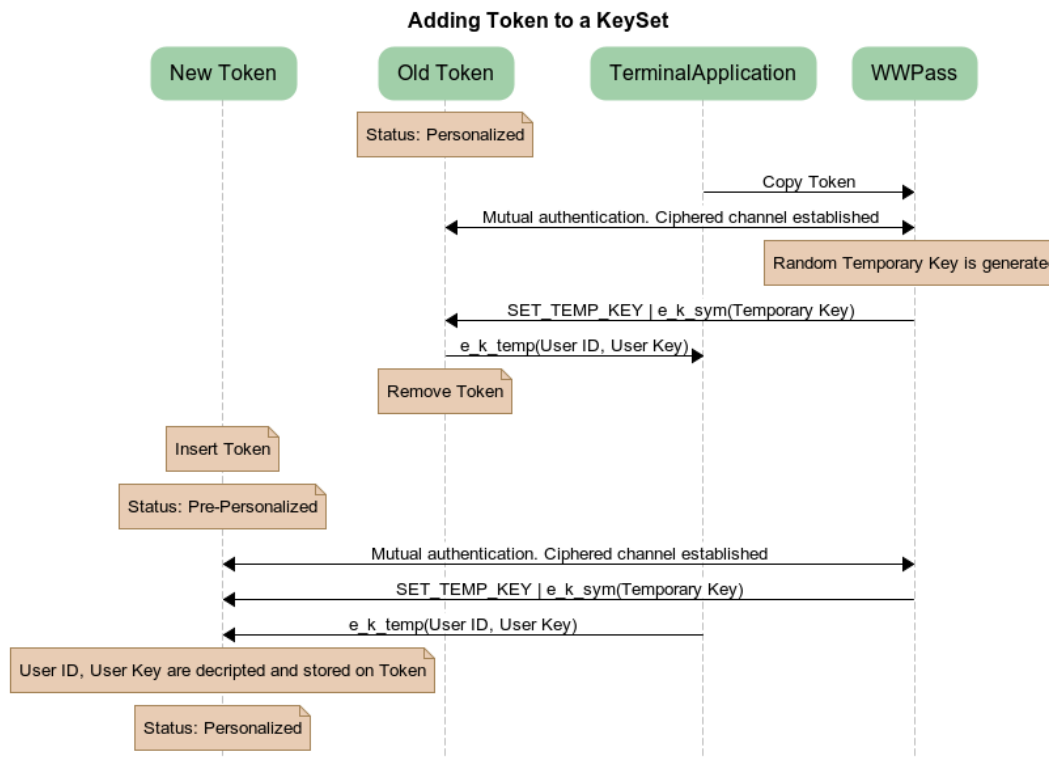 Adding Token to a KeySet
New Token
Old Token
TerminalApplication
WWPass
Status: Personalized
Copy Token
Mutual authentication. Ciphered channel established
Random Temporary Key is generated
SET_TEMP_KEY | e_k_sym(Temporary Key)
e_k_temp(User ID, User Key)
Remove Token
Insert Token
Status: Pre-Personalized
Mutual authentication. Ciphered channel established
SET_TEMP_KEY | e_k_sym(Temporary Key)
e_k_temp(User ID, User Key)
User ID, User Key are decripted and stored on Token
Status: Personalized